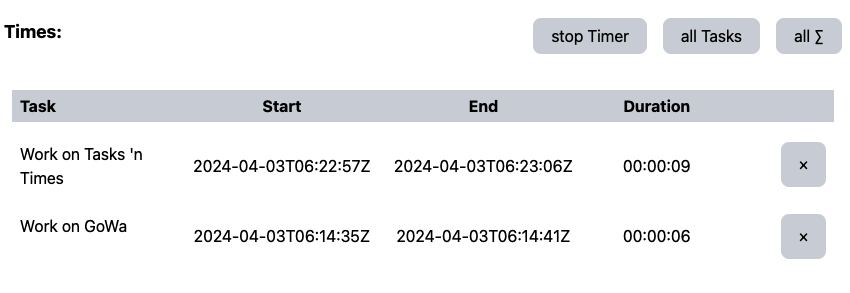 Times: stop Timer all Tasks all ∑
Task Start End Duration
Work on Tasks 'n
Times 2024-04-03T06:22:57Z 2024-04-03T06:23:06Z 00:00:09 ×
Work on GoWa 2024-04-03T06:14:35Z 2024-04-03T06:14:41Z 00:00:06 ×